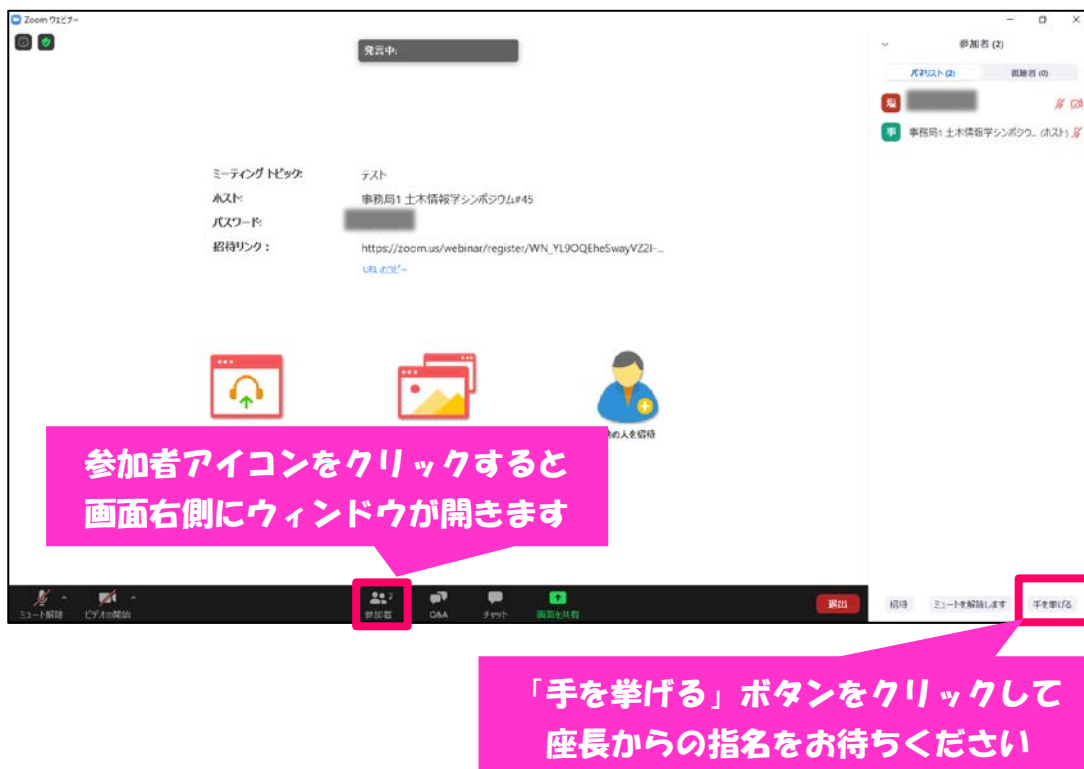 Zoom ウェビナー
発言中:
参加者 (2)
パネリスト (2) 視聴者 (0)
塩
事 事務局1 土木情報学シンポジウ... (ホスト)
ミーティング トピック: テスト
ホスト: 事務局1 土木情報学シンポジウム#45
パスワード:
招待リンク： https://zoom.us/webinar/register/WN_YL9OQEheSwayVZ2I-...
URL のコピー
の人を招待
参加者アイコンをクリックすると
画面右側にウィンドウが開きます
ミュート解除 ビデオの開始 参加者 2 Q&A チャット 画面を共有 退出 招待 ミュートを解除します 手を挙げる
「手を挙げる」ボタンをクリックして
座長からの指名をお待ちください